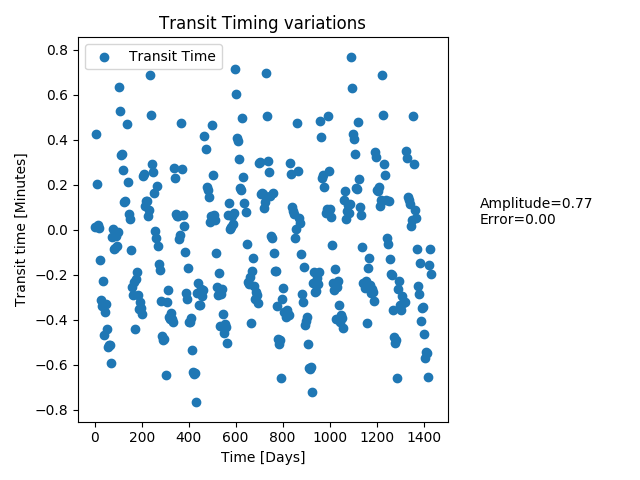 Transit Timing variations
Transit Time
Transit time [Minutes]
0.8
0.6
0.4
0.2
0.0
−0.2
−0.4
−0.6
−0.8
0
200
400
600
800
1000
1200
1400
Time [Days]
Amplitude=0.77
Error=0.00